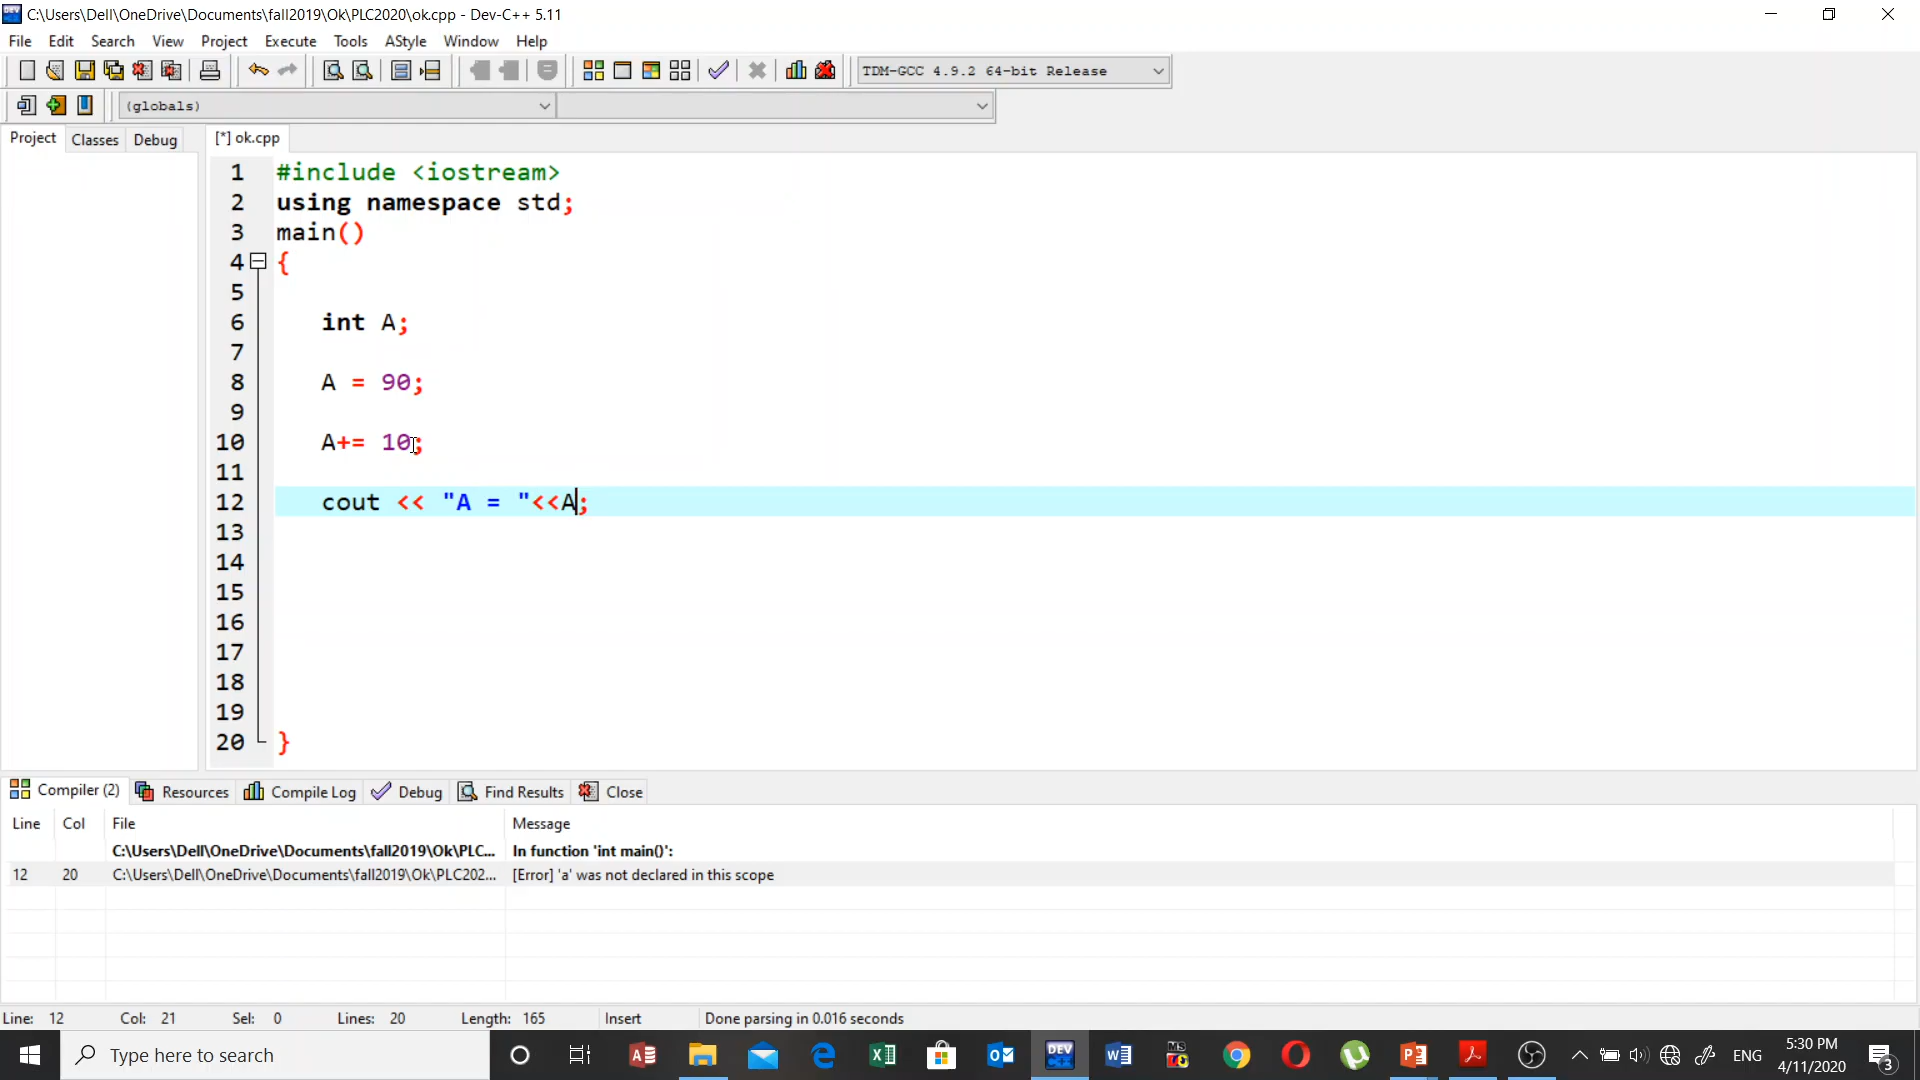 C:\Users\Dell\OneDrive\Documents\fall2019\Ok\PLC2020\ok.cpp - Dev-C++ 5.11
File Edit Search View Project Execute Tools AStyle Window Help
TDM-GCC 4.9.2 64-bit Release
(globals)
Project Classes Debug [*] ok.cpp
1 #include <iostream>
2 using namespace std;
3 main()
4 {
5
6 int A;
7
8 A = 90;
9
10 A+= 10;
11
12 cout << "A = "<<A;
13
14
15
16
17
18
19
20 }
Compiler (2) Resources Compile Log Debug Find Results Close
Line Col File Message
C:\Users\Dell\OneDrive\Documents\fall2019\Ok\PLC... In function 'int main()':
12 20 C:\Users\Dell\OneDrive\Documents\fall2019\Ok\PLC202... [Error] 'a' was not declared in this scope
Line: 12 Col: 21 Sel: 0 Lines: 20 Length: 165 Insert Done parsing in 0.016 seconds
Type here to search
ENG
5:30 PM
4/11/2020
3